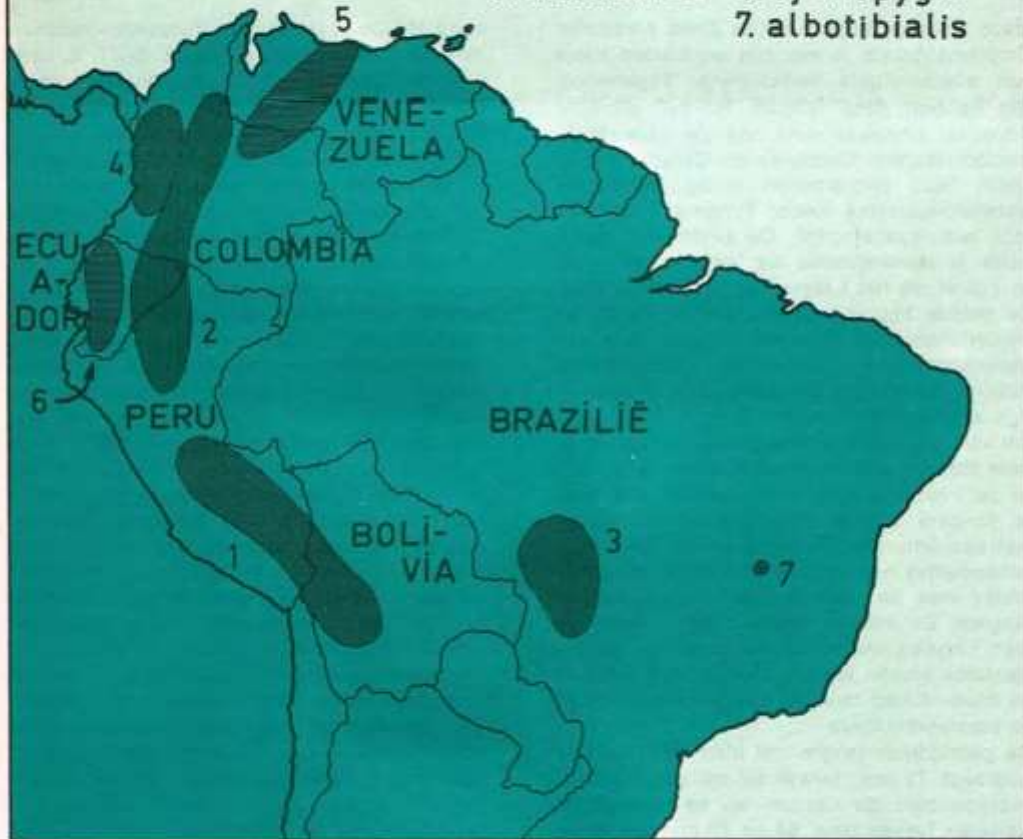 7. albotibialis
5
VENE-
ZUELA
4
ECU
A-
DOR
COLOMBIA
2
6
PERU
BRAZILIË
1
BOLI-
VIA
3
7